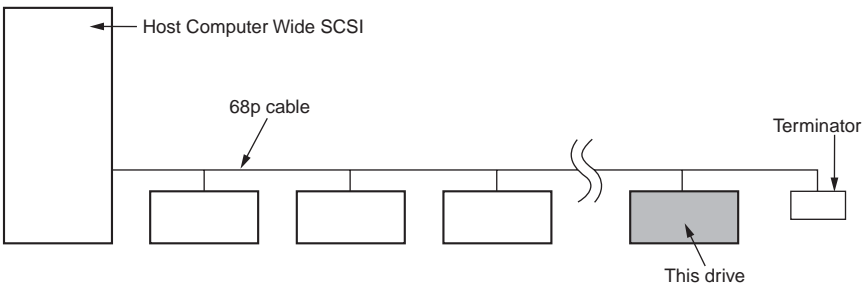 Host Computer Wide SCSI
68p cable
Terminator
This drive